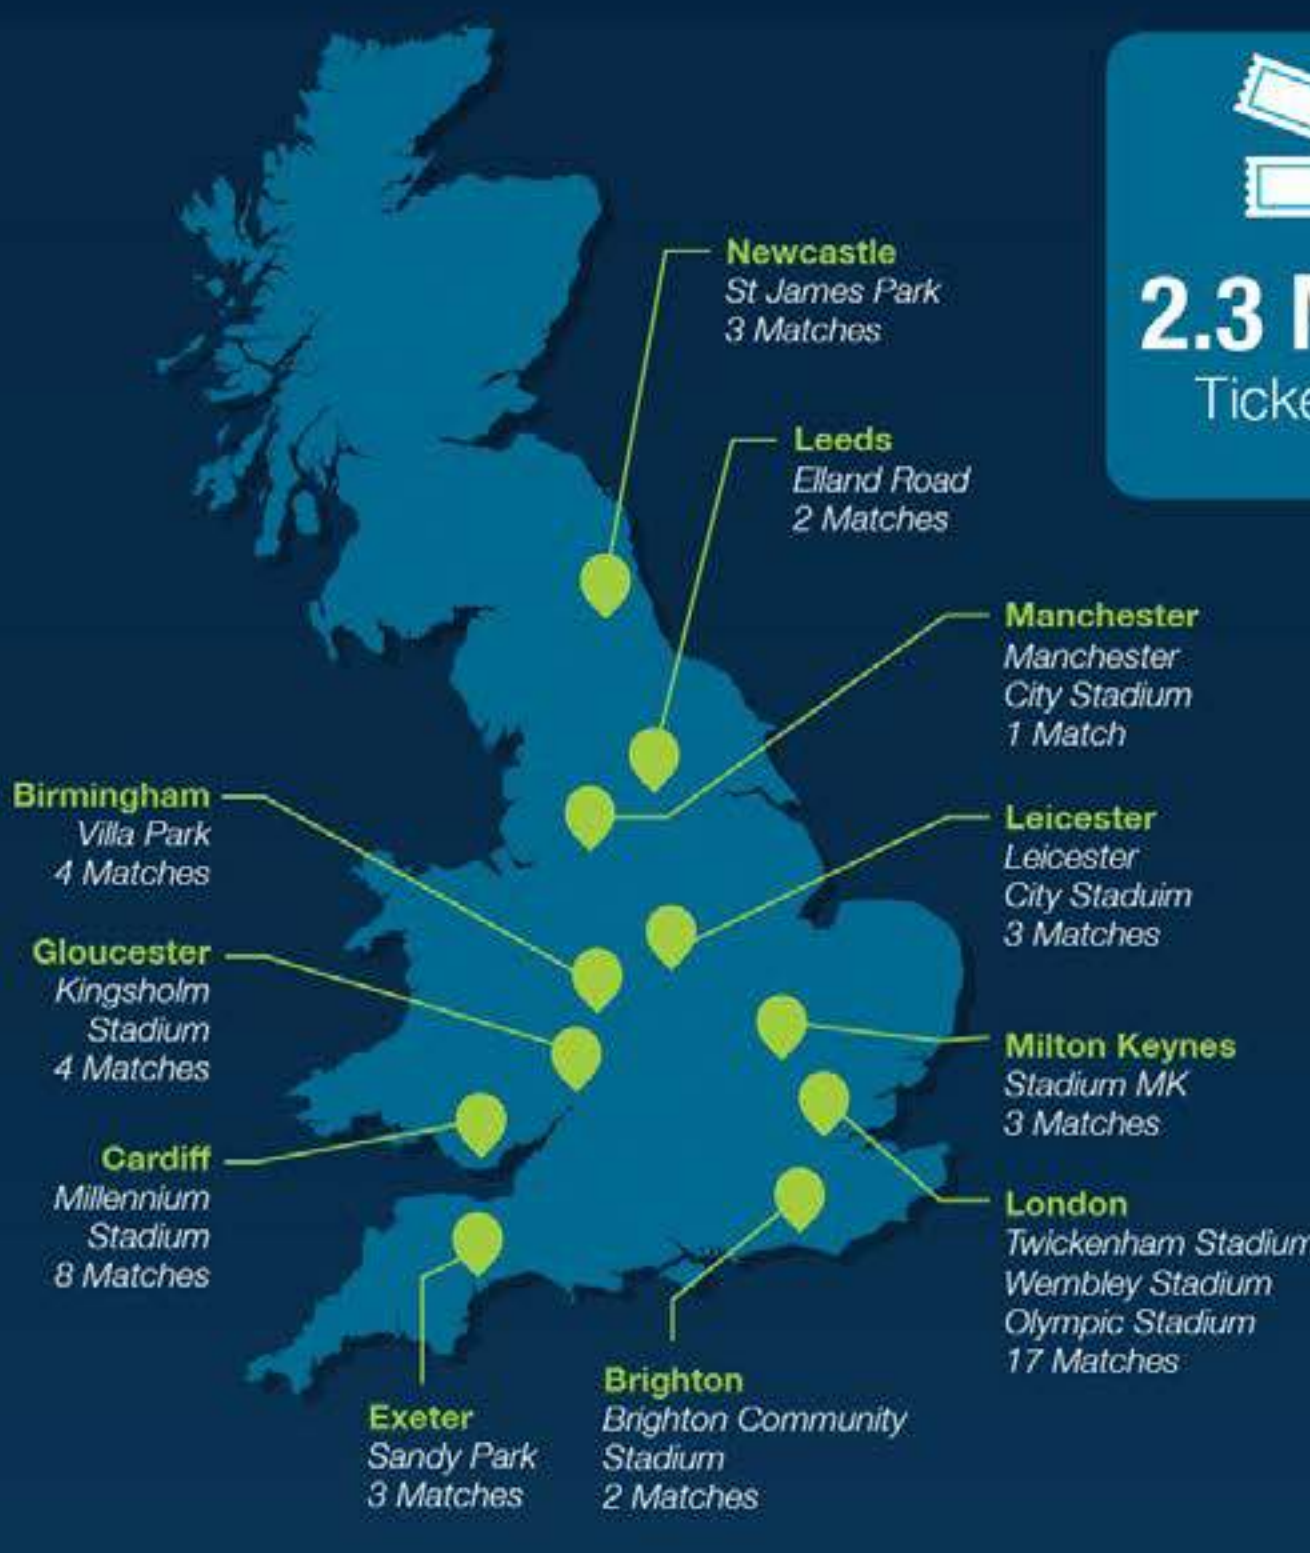 Newcastle
St James Park
3 Matches
2.3
Leeds
Elland Road
2 Matches
Manchester
Manchester
City Stadium
1 Match
Birmingham
Villa Park
4 Matches
Leicester
Leicester
City Staduim
3 Matches
Gloucester
Kingsholm
Stadium
4 Matches
Milton Keynes
Stadium MK
3 Matches
Cardiff
Millennium
Stadium
8 Matches
London
Twickenham Stadium
Wembley Stadium
Olympic Stadium
17 Matches
Exeter
Sandy Park
3 Matches
Brighton
Brighton Community
Stadium
2 Matches